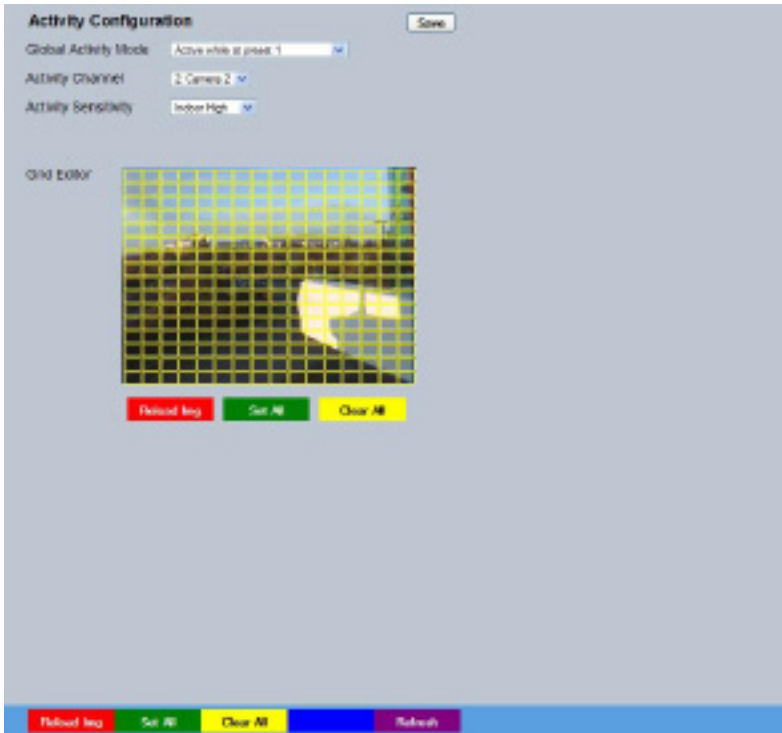 Activity Configuration
Save
Global Activity Mode
Active while at preset 1
Activity Channel
2. Camera 2
Activity Sensitivity
Indoor High
Grid Editor
Reload Img
Set All
Clear All
Reload Img
Set All
Clear All
Refresh